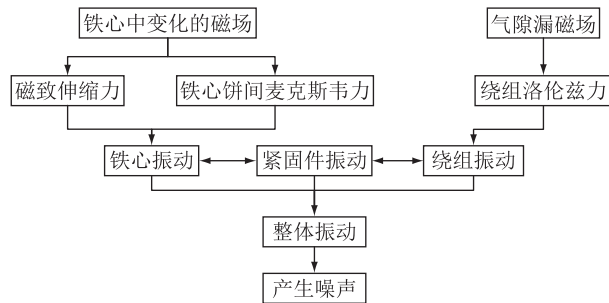 铁心中变化的磁场
气隙漏磁场
磁致伸缩力
铁心饼间麦克斯韦力
绕组洛伦兹力
铁心振动
紧固件振动
绕组振动
整体振动
产生噪声